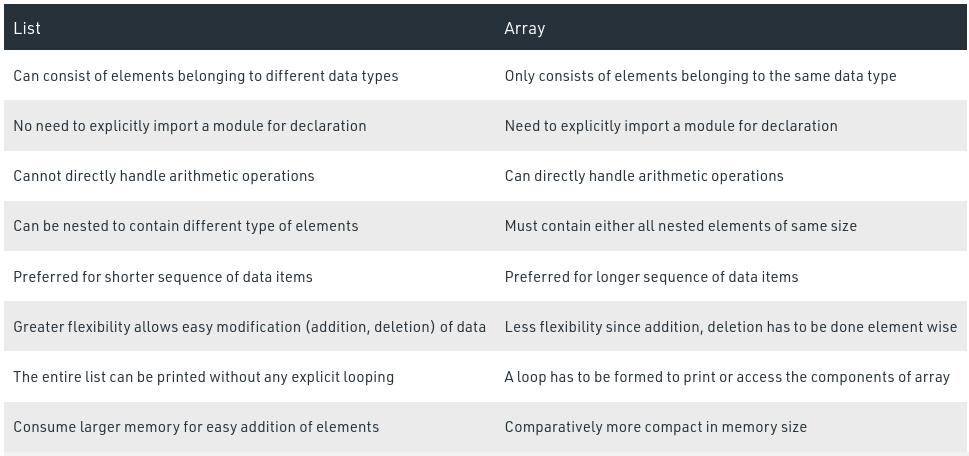 List Array
Can consist of elements belonging to different data types Only consists of elements belonging to the same data type
No need to explicitly import a module for declaration Need to explicitly import a module for declaration
Cannot directly handle arithmetic operations Can directly handle arithmetic operations
Can be nested to contain different type of elements Must contain either all nested elements of same size
Preferred for shorter sequence of data items Preferred for longer sequence of data items
Greater flexibility allows easy modification (addition, deletion) of data Less flexibility since addition, deletion has to be done element wise
The entire list can be printed without any explicit looping A loop has to be formed to print or access the components of array
Consume larger memory for easy addition of elements Comparatively more compact in memory size